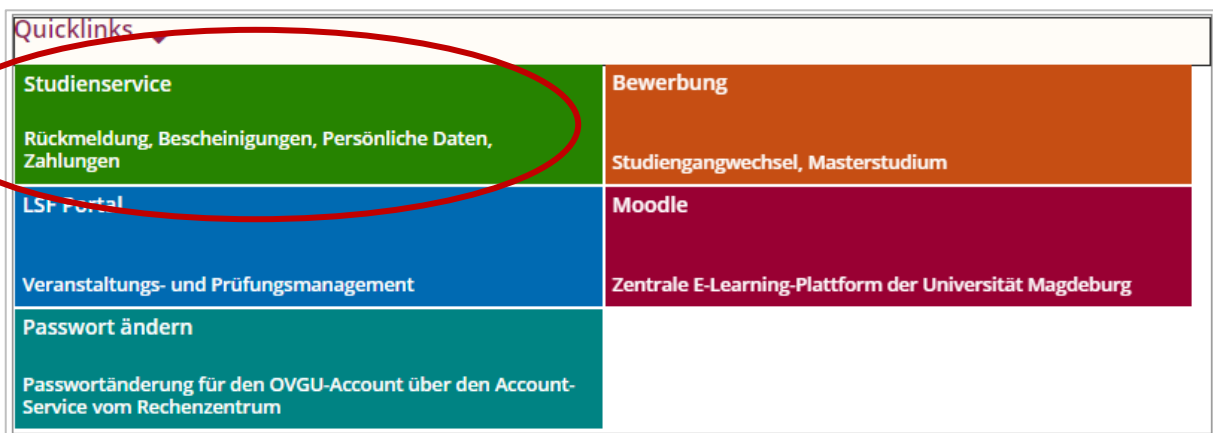 Quicklinks
Studienservice
Rückmeldung, Bescheinigungen, Persönliche Daten,
Zahlungen
Bewerbung
Studiengangwechsel, Masterstudium
LSF Portal
Veranstaltungs- und Prüfungsmanagement
Moodle
Zentrale E-Learning-Plattform der Universität Magdeburg
Passwort ändern
Passwortänderung für den OVGU-Account über den Account-
Service vom Rechenzentrum